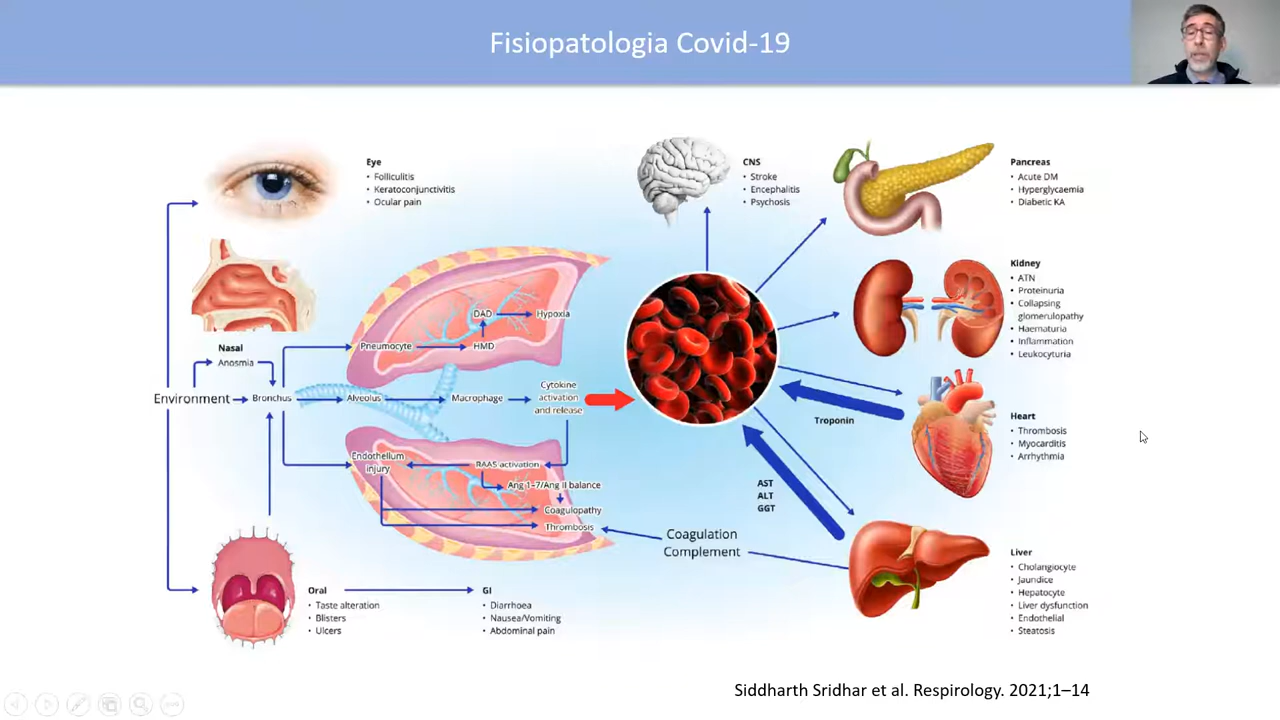 Fisiopatologia Covid-19
Eye
• Folliculitis
• Keratoconjunctivitis
• Ocular pain
CNS
• Stroke
• Encephalitis
• Psychosis
Pancreas
• Acute DM
• Hyperglycaemia
• Diabetic KA
Kidney
• ATN
• Proteinuria
• Collapsing
glomerulopathy
• Haematuria
• Inflammation
• Leukocyturia
DAD
Hypoxia
Pneumocyte
HMD
Nasal
Anosmia
Environment
Bronchus
Alveolus
Macrophage
Cytokine
activation
and release
Troponin
Heart
• Thrombosis
• Myocarditis
• Arrhythmia
Endothelium
injury
RAAS activation
Ang 1–7/Ang II balance
Coagulopathy
Thrombosis
AST
ALT
GGT
Coagulation
Complement
Liver
• Cholangiocyte
• Jaundice
• Hepatocyte
• Liver dysfunction
• Endothelial
• Steatosis
Oral
• Taste alteration
• Blisters
• Ulcers
GI
• Diarrhoea
• Nausea/Vomiting
• Abdominal pain
Siddharth Sridhar et al. Respirology. 2021;1–14